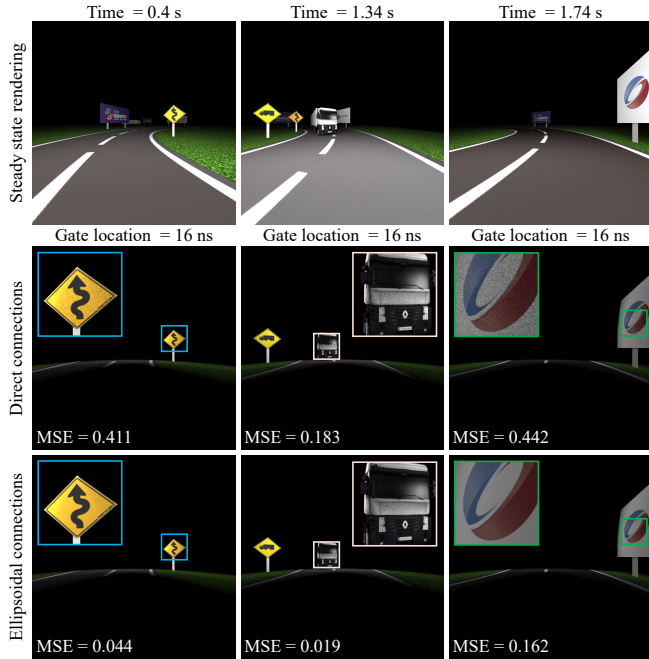 Time = 0.4 s
Time = 1.34 s
Time = 1.74 s
Steady state rendering
Gate location = 16 ns
Gate location = 16 ns
Gate location = 16 ns
Direct connections
MSE = 0.411
MSE = 0.183
MSE = 0.442
Ellipsoidal connections
MSE = 0.044
MSE = 0.019
MSE = 0.162